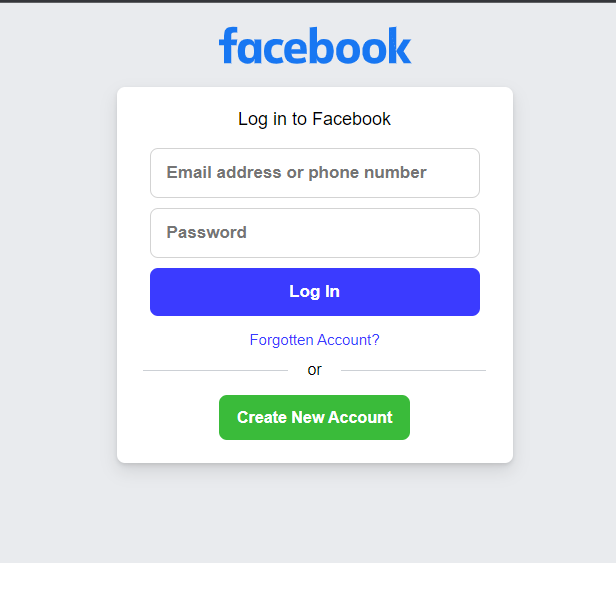 facebook
Log in to Facebook
Email address or phone number
Password
Log In
Forgotten Account?
or
Create New Account